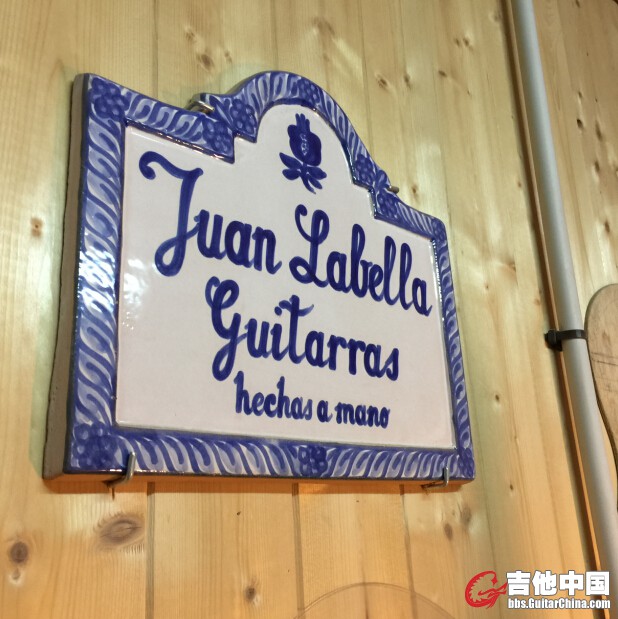 Juan Labella
Guitarras
hechas a mano
吉他中国
bbs.GuitarChina.com